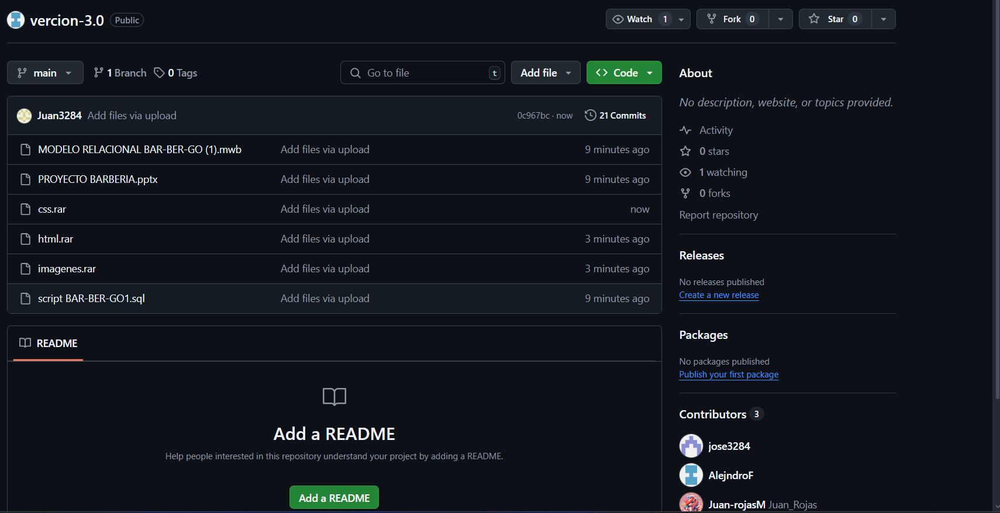 vercion-3.0 Public Watch 1 Fork 0 Star 0
main 1 Branch 0 Tags Go to file t Add file Code
Juan3284 Add files via upload 0c967bc · now 21 Commits
MODELO RELACIONAL BAR-BER-GO (1).mwb Add files via upload 9 minutes ago
PROYECTO BARBERIA.pptx Add files via upload 9 minutes ago
css.rar Add files via upload now
html.rar Add files via upload 3 minutes ago
imagenes.rar Add files via upload 3 minutes ago
script BAR-BER-GO1.sql Add files via upload 9 minutes ago
README
Add a README
Help people interested in this repository understand your project by adding a README.
Add a README
About
No description, website, or topics provided.
Activity
0 stars
1 watching
0 forks
Report repository
Releases
No releases published
Create a new release
Packages
No packages published
Publish your first package
Contributors 3
jose3284
AlejndroF
Juan-rojasM Juan_Rojas